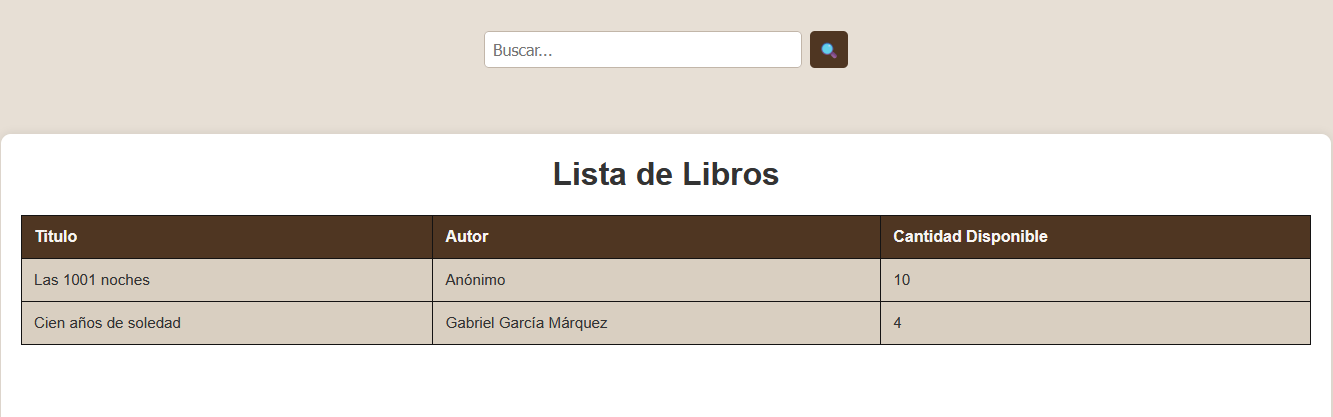 Buscar...
Lista de Libros
Titulo Autor Cantidad Disponible
Las 1001 noches Anónimo 10
Cien años de soledad Gabriel García Márquez 4